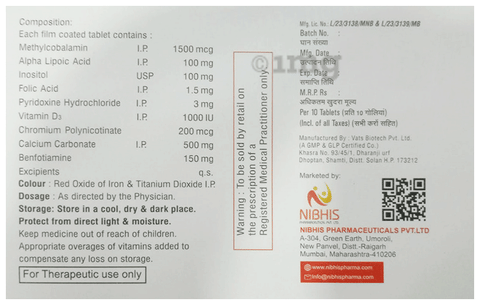 Composition:
Each film coated tablet contains :
Methylcobalamin I.P. 1500 mcg
Alpha Lipoic Acid I.P. 100 mg
Inositol USP 100 mg
Folic Acid I.P. 1.5 mg
Pyridoxine Hydrochloride I.P. 3 mg
Vitamin D3 I.P. 1000 IU
Chromium Polynicotinate 200 mcg
Calcium Carbonate I.P. 500 mg
Benfotiamine 150 mg
Excipients q.s.
Colour : Red Oxide of Iron & Titanium Dioxide I.P.
Dosage : As directed by the Physician.
Storage: Store in a cool, dry & dark place.
Protect from direct light & moisture.
Keep medicine out of reach of children.
Appropriate overages of vitamins added to
compensate any loss on storage.
For Therapeutic use only
Warning : To be sold by retail on
the prescription of a
Registered Medical Practitioner only.
1mg
Mfg. Lic. No.: L/23/3138/MNB & L/23/3139/MB
Batch No. :
घान संख्या
Mfg. Date :
उत्पादन तिथि
Exp. Date :
समाप्ति तिथि
M.R.P Rs :
अधिकतम खुदरा मूल्य
Per 10 Tablets (प्रति 10 गोलियां)
(Incl. of all Taxes) (सभी करों सहित)
Manufactured By : Vats Biotech Pvt. Ltd.
(A GMP & GLP Certified Co.)
Khasra No. 93/45/1, Dharanji urf
Dhoptan, Shamti, Distt. Solan H.P. 173212
Marketed by:
NIBHIS
NIBHIS PHARMACEUTICALS PVT.LTD
A-304, Green Earth, Umoroli,
New Panvel, Distt.-Raigarh
Mumbai, Maharashtra-410206
www.nibhispharma.com
info@nibhispharma.com